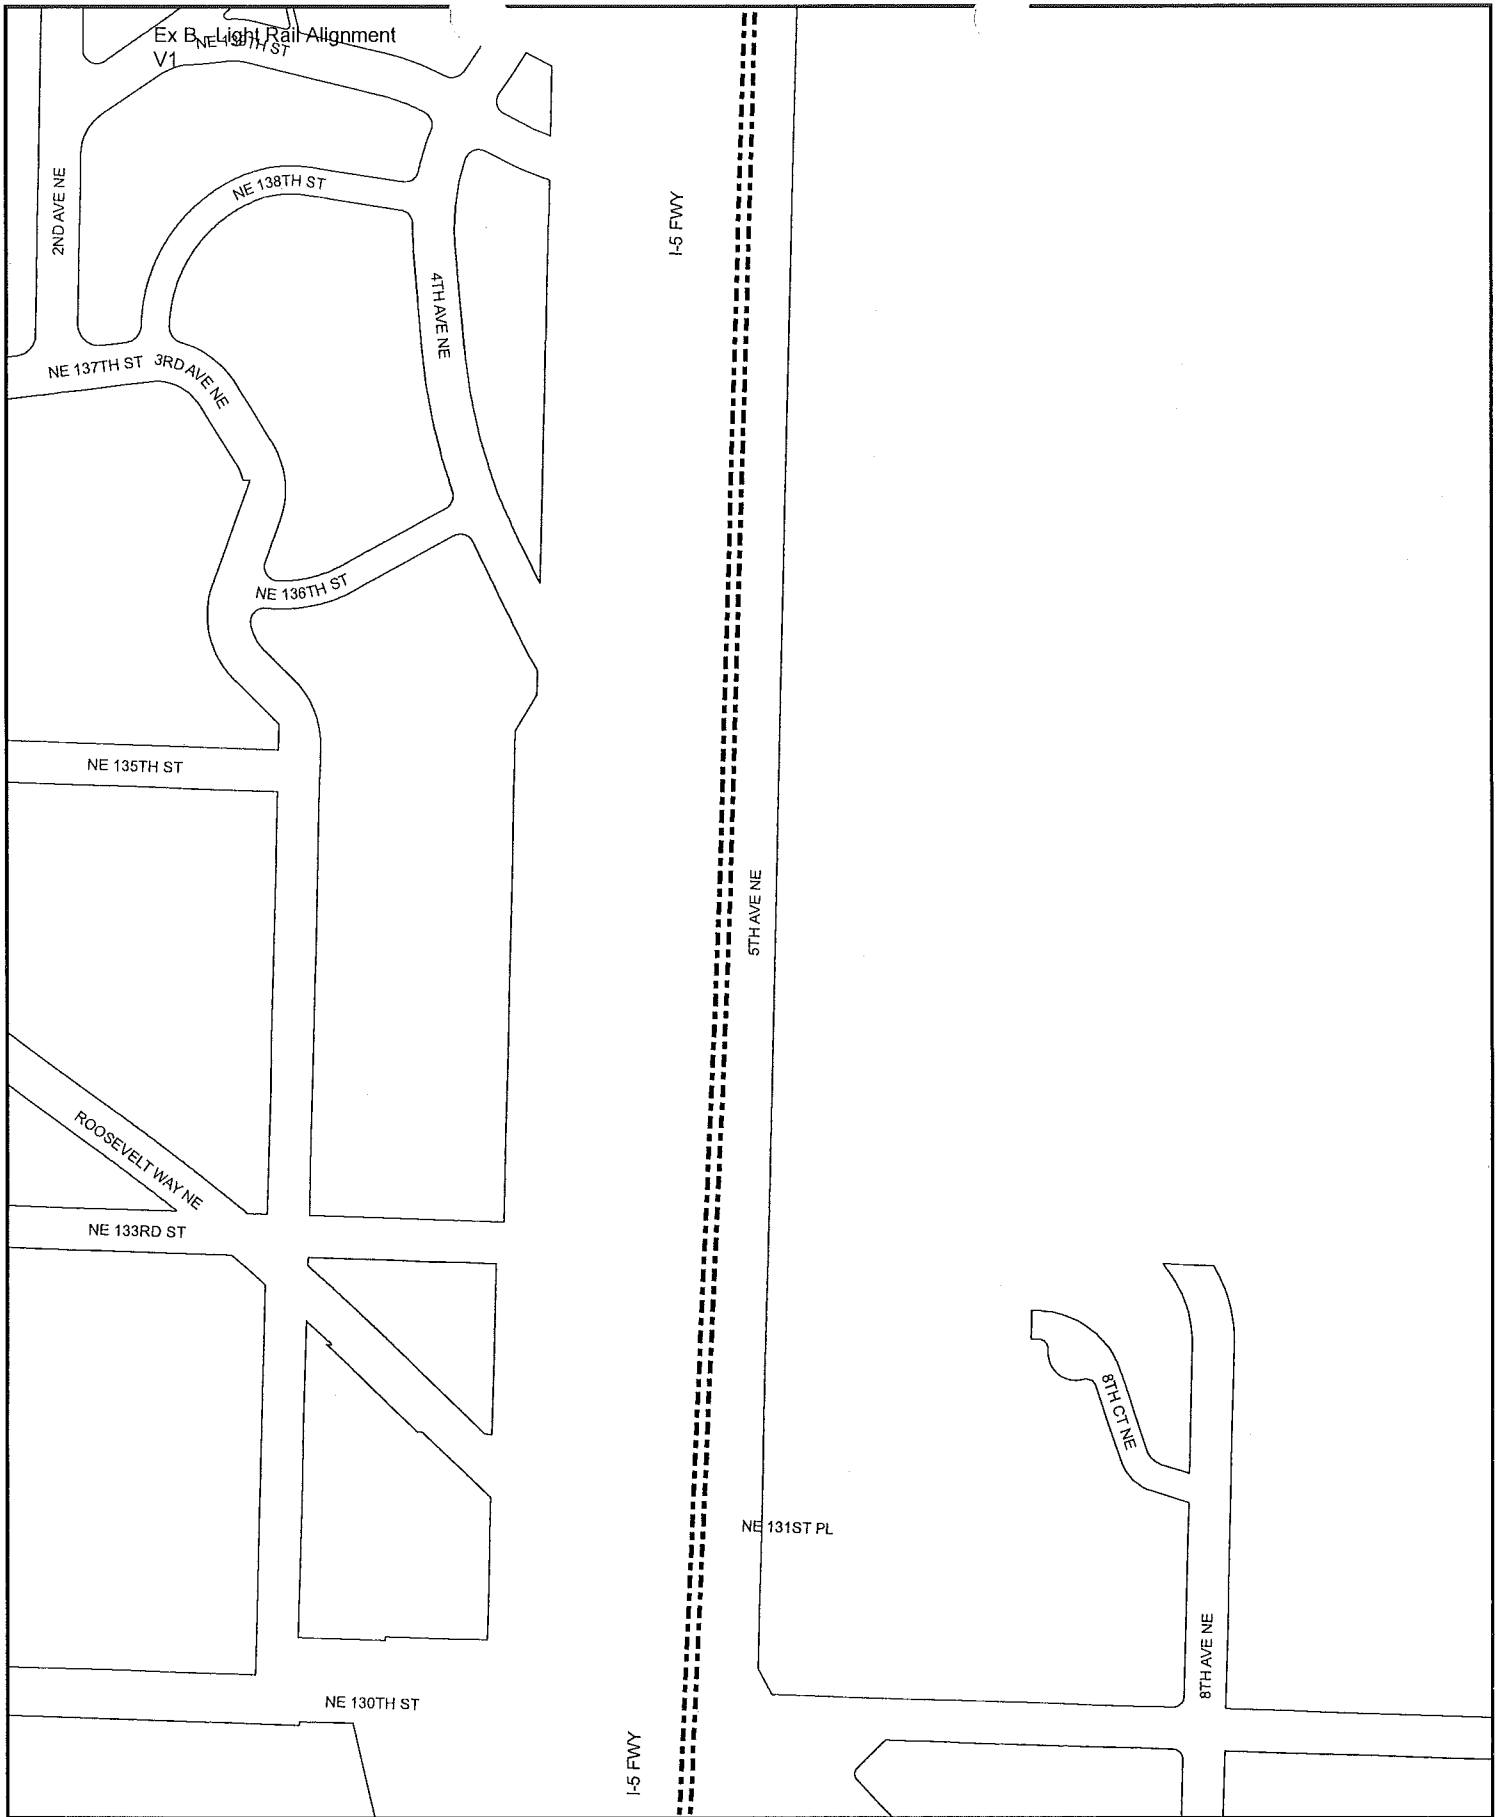 Ex B - Light Rail Alignment
V1
2ND AVE NE
NE 138TH ST
I-5 FWY
4TH AVE NE
NE 137TH ST
3RD AVE NE
NE 136TH ST
NE 135TH ST
5TH AVE NE
ROOSEVELT WAY NE
NE 133RD ST
8TH CT NE
NE 131ST PL
8TH AVE NE
NE 130TH ST
I-5 FWY